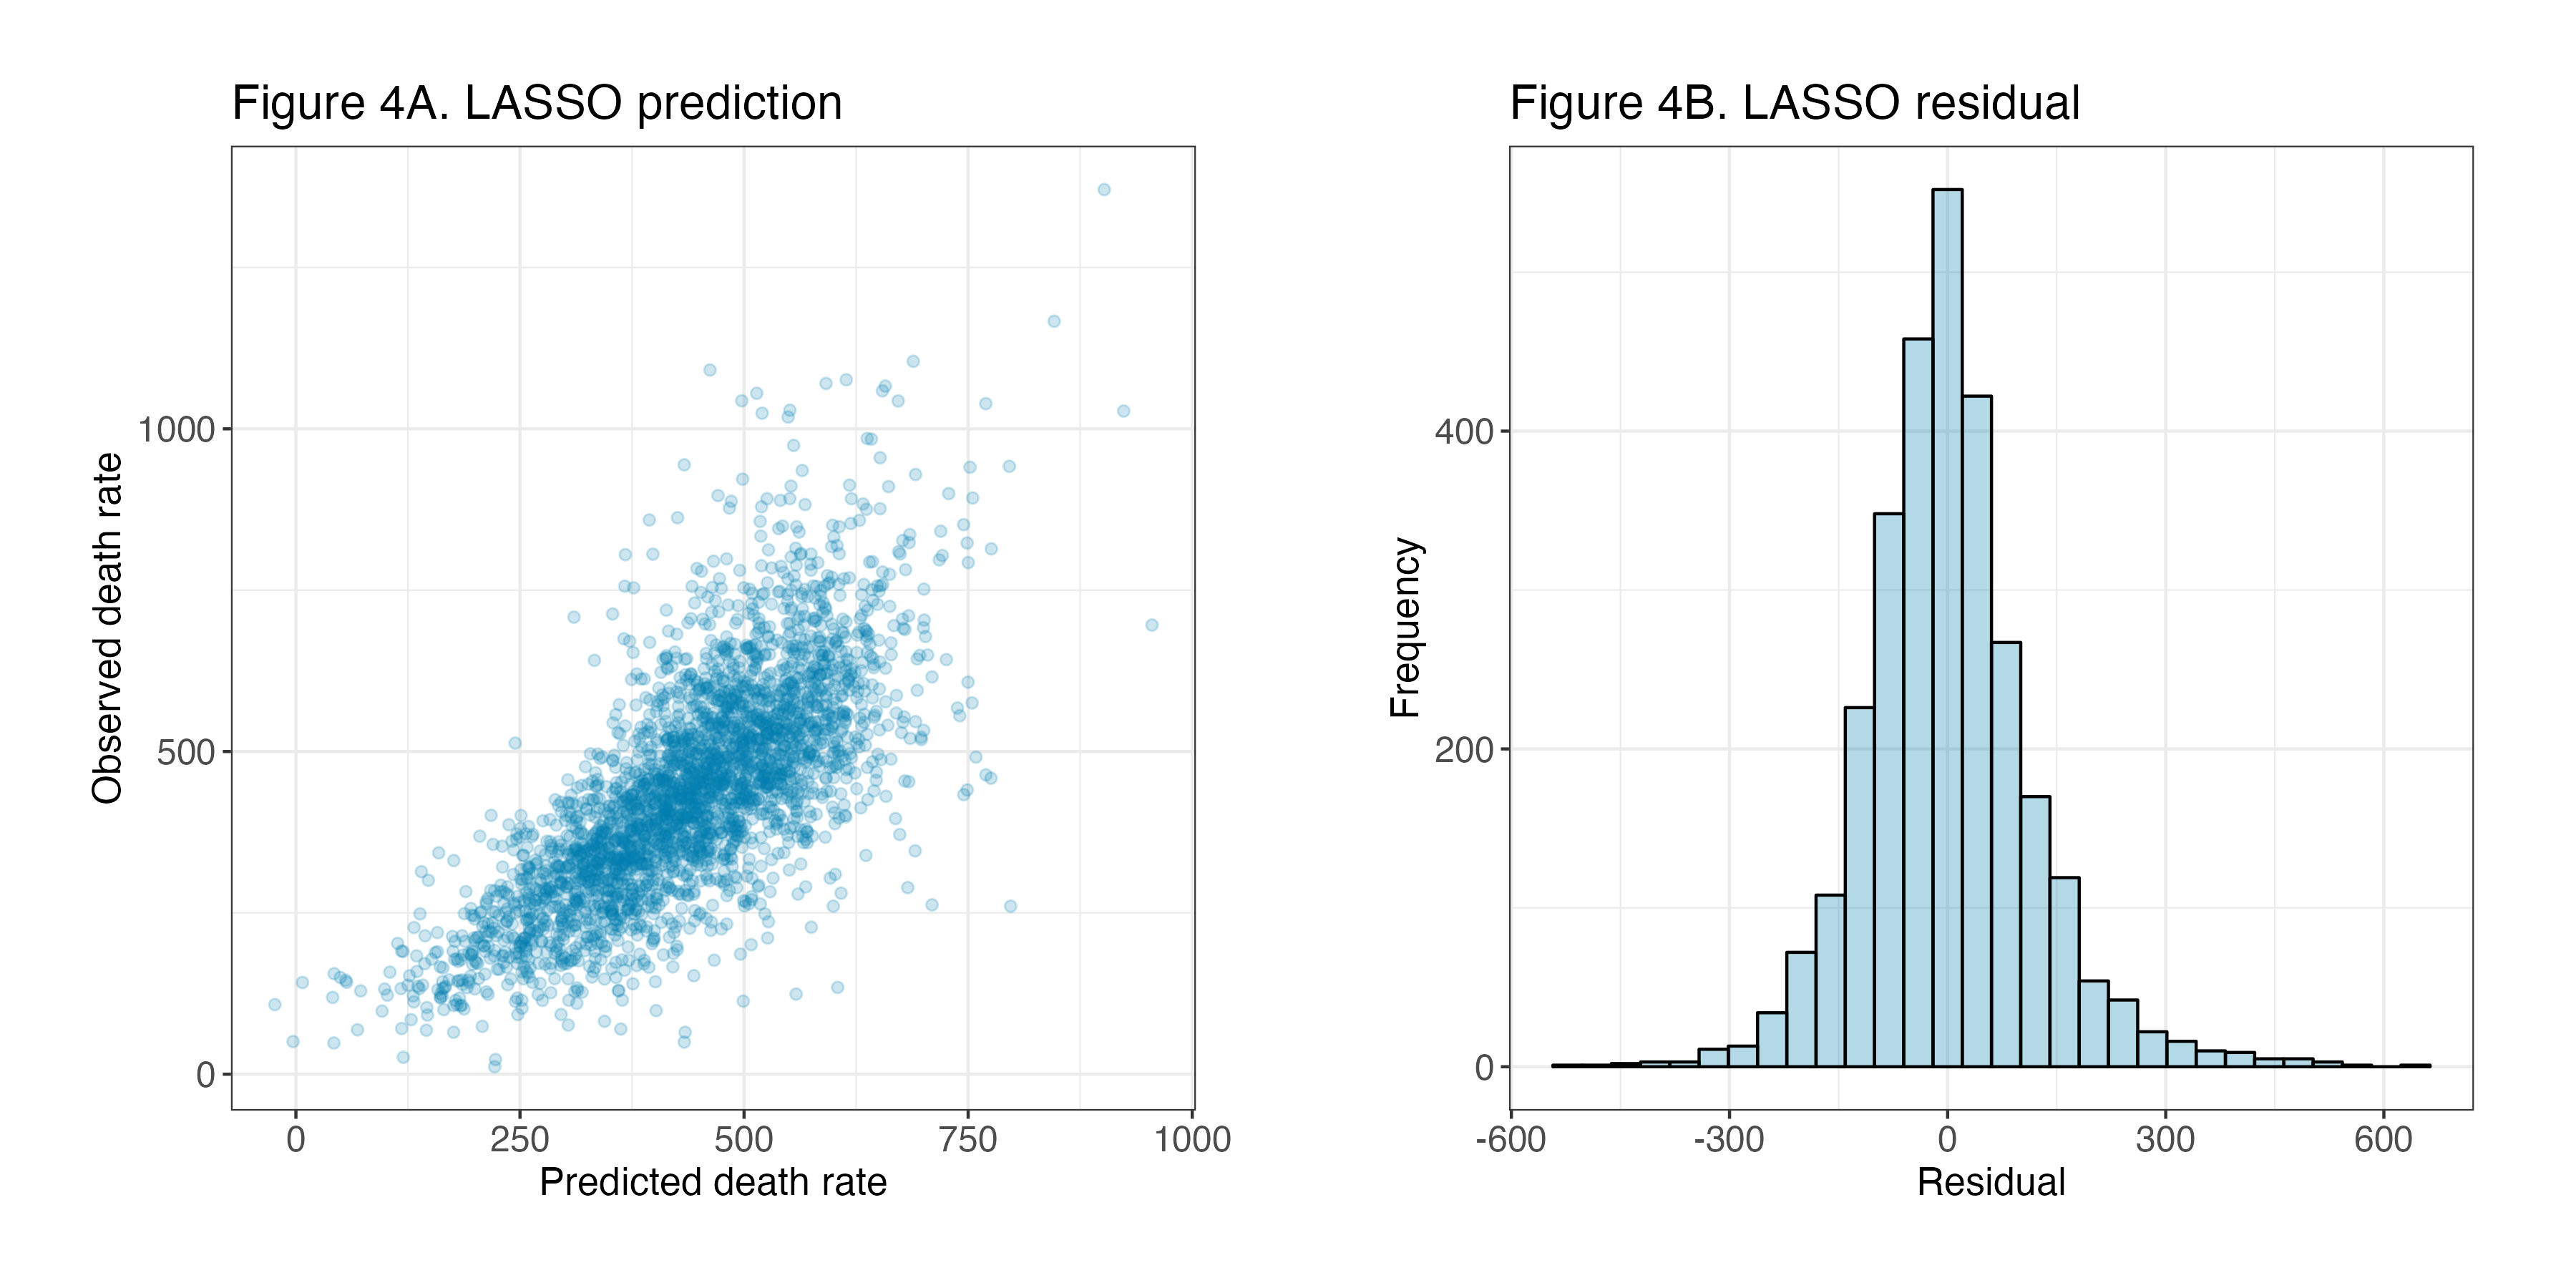 Figure 4A. LASSO prediction
Observed death rate
1000
500
0
0 250 500 750 1000
Predicted death rate
Figure 4B. LASSO residual
Frequency
400
200
0
-600 -300 0 300 600
Residual